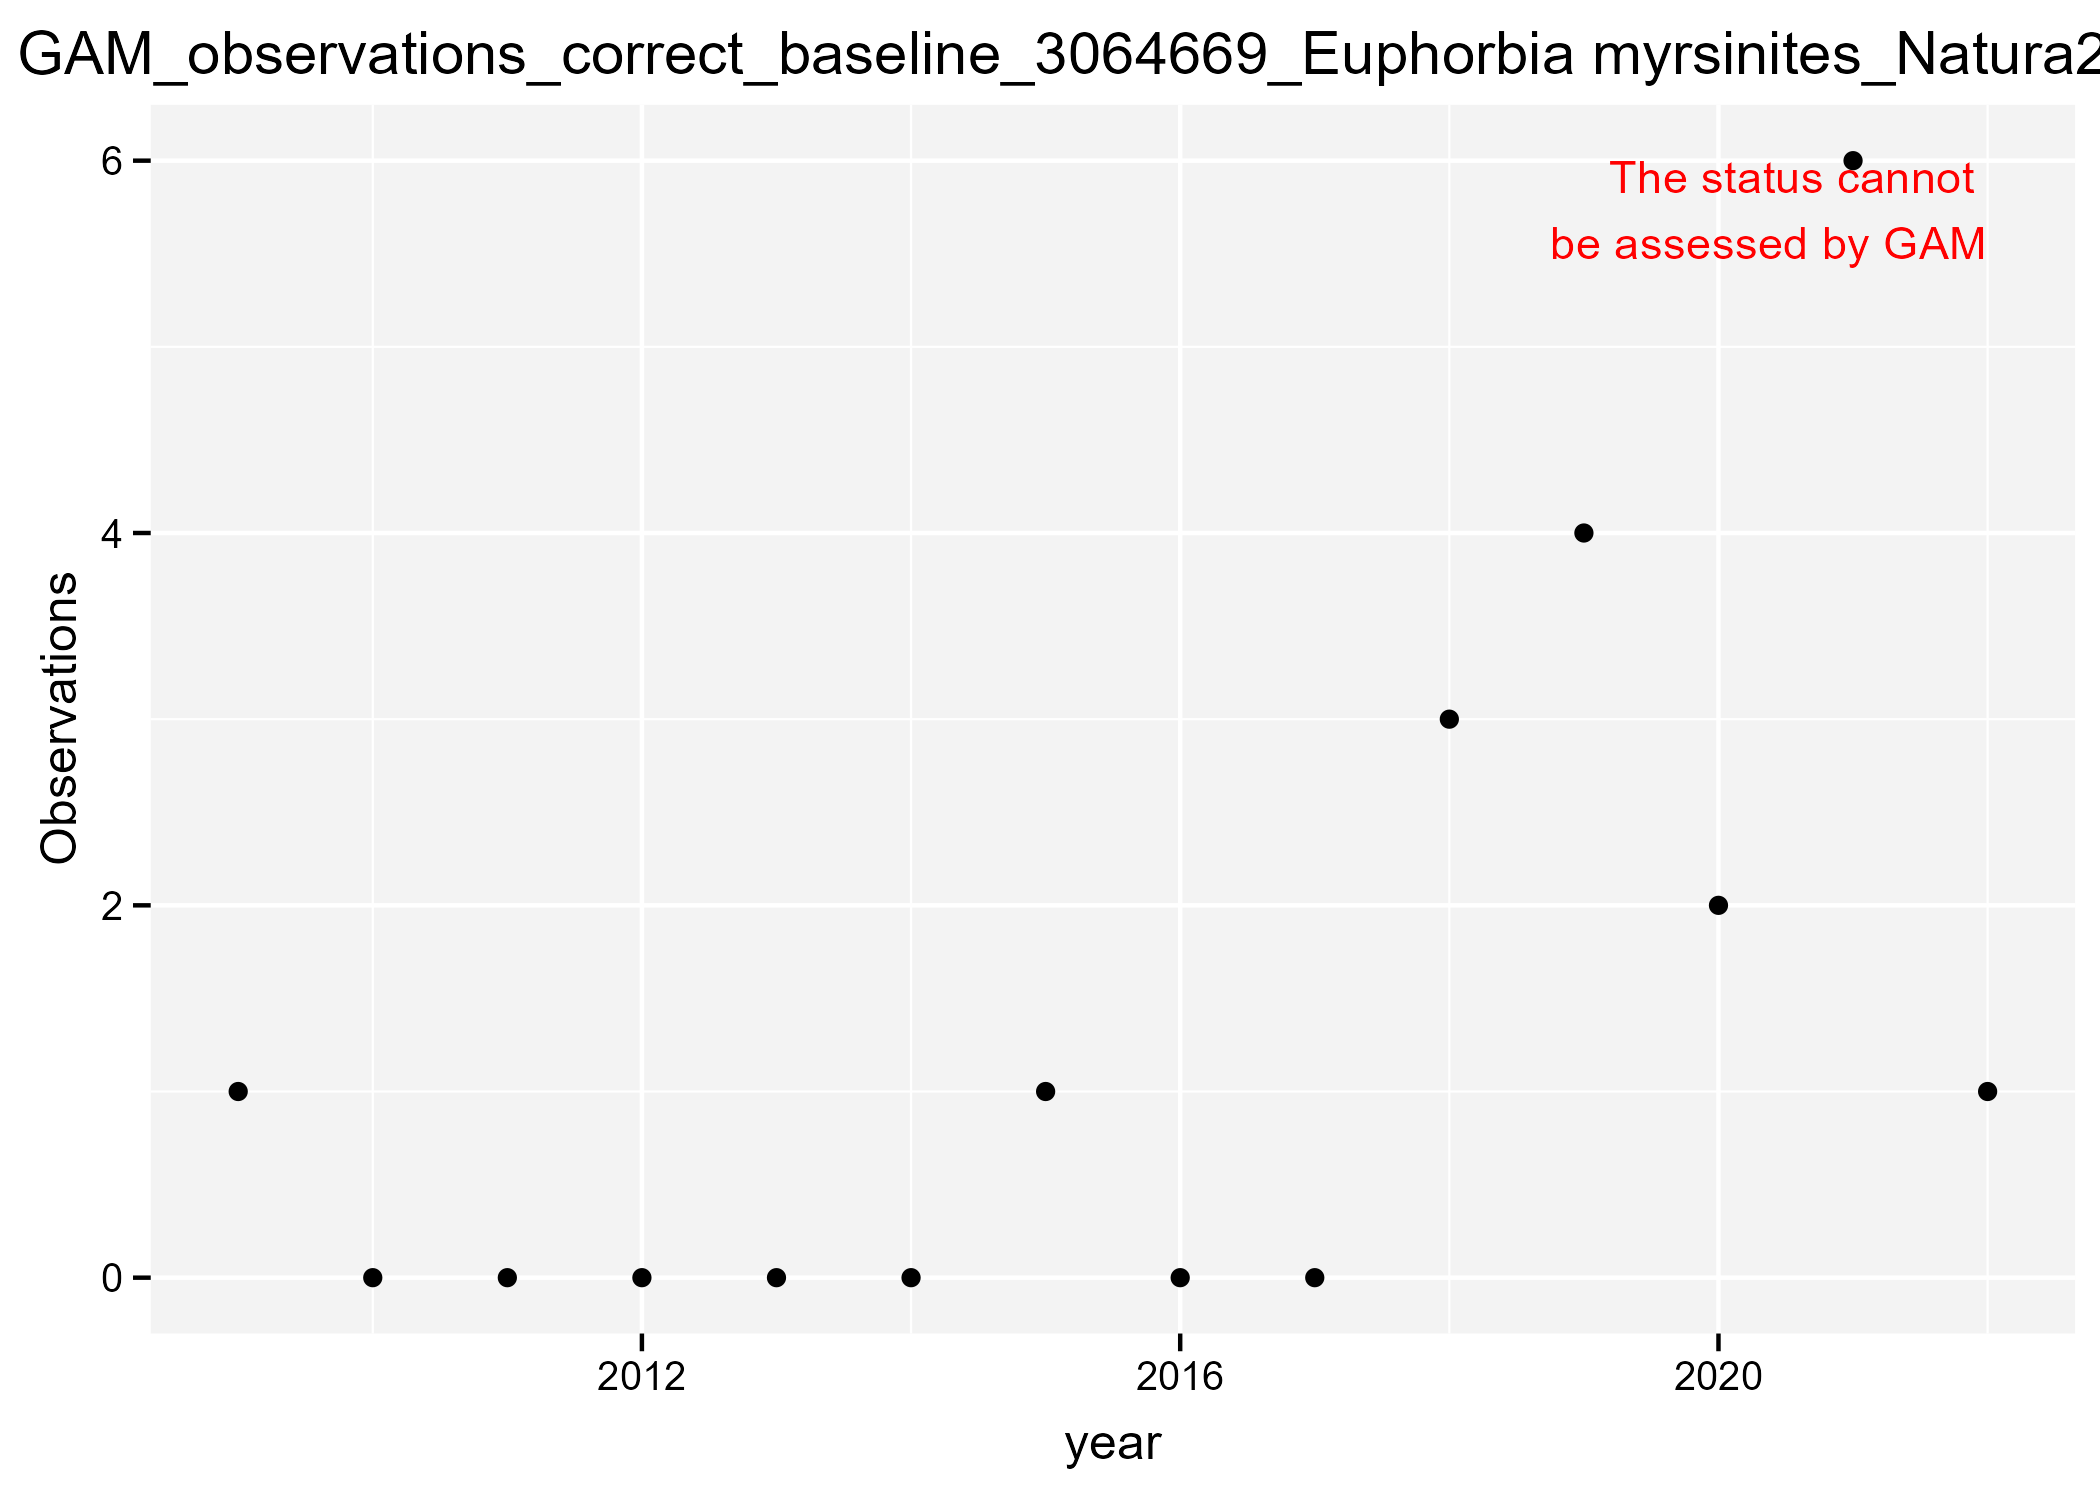 GAM_observations_correct_baseline_3064669_Euphorbia myrsinites_Natura2
6
The status cannot
be assessed by GAM
4
Observations
2
0
2012 2016 2020
year